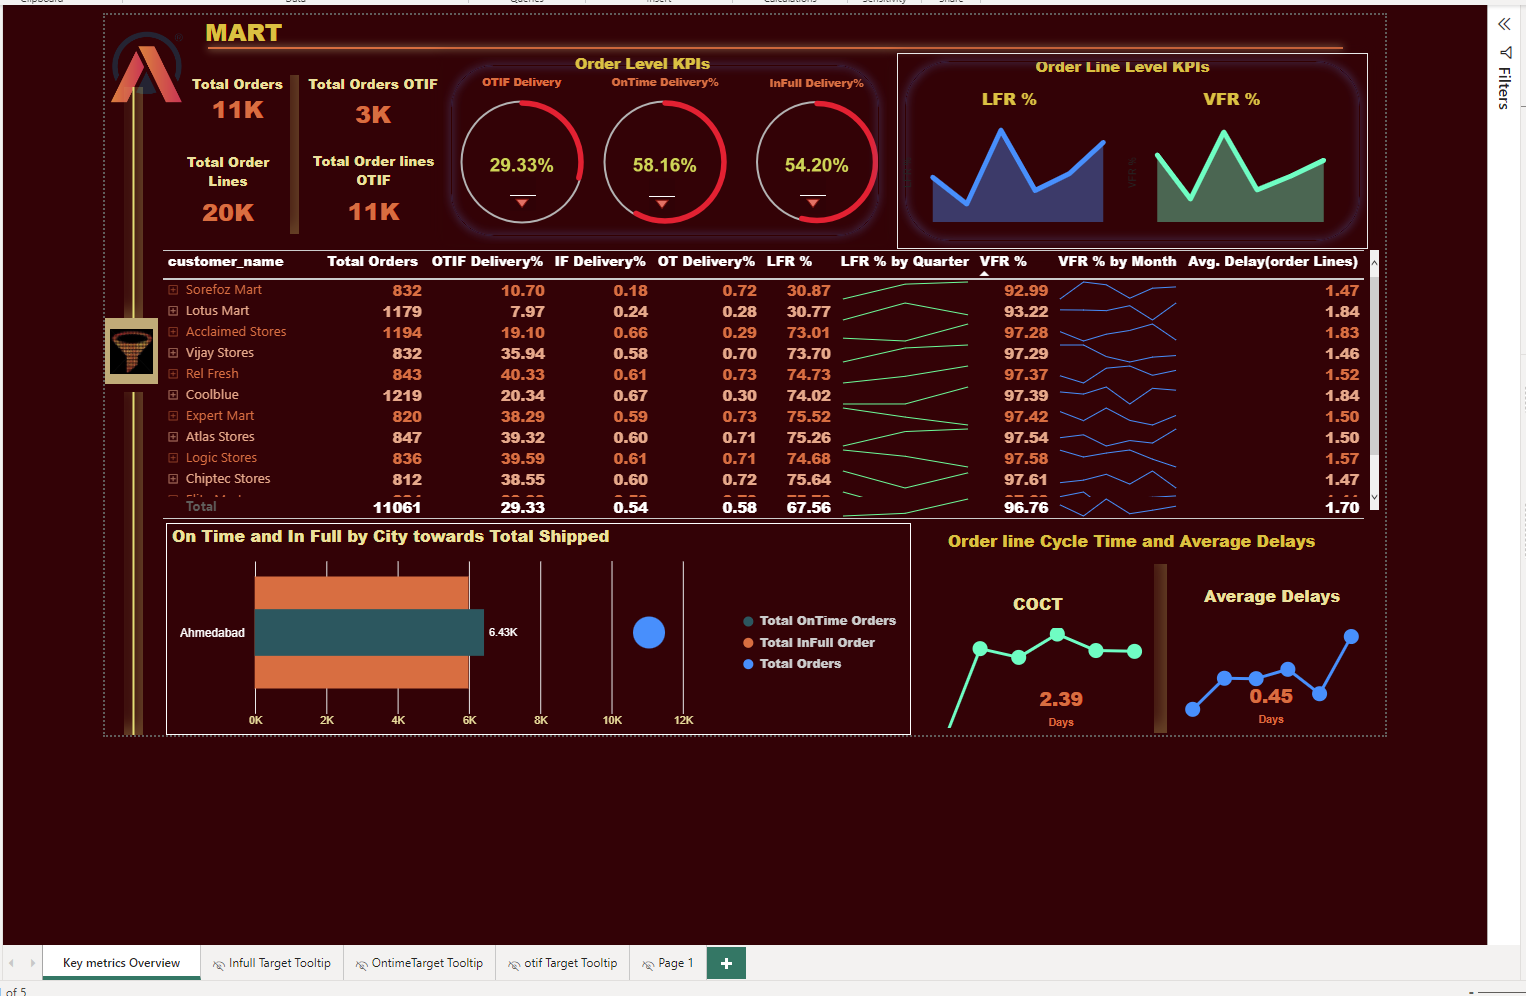 Clipboard Data Queries Insert Calculations Sensitivity Share
MART
Total Orders
11K
Total Orders OTIF
3K
Total Order
Lines
20K
Total Order lines
OTIF
11K
Order Level KPIs
OTIF Delivery OnTime Delivery% InFull Delivery%
29.33% 58.16% 54.20%
Order Line Level KPIs
LFR % VFR %
VFR %
Filters
customer_name Total Orders OTIF Delivery% IF Delivery% OT Delivery% LFR % LFR % by Quarter VFR % VFR % by Month Avg. Delay(order Lines)
Sorefoz Mart 832 10.70 0.18 0.72 30.87 92.99 1.47
Lotus Mart 1179 7.97 0.24 0.28 30.77 93.22 1.84
Acclaimed Stores 1194 19.10 0.66 0.29 73.01 97.28 1.83
Vijay Stores 832 35.94 0.58 0.70 73.70 97.29 1.46
Rel Fresh 843 40.33 0.61 0.73 74.73 97.37 1.52
Coolblue 1219 20.34 0.67 0.30 74.02 97.39 1.84
Expert Mart 820 38.29 0.59 0.73 75.52 97.42 1.50
Atlas Stores 847 39.32 0.60 0.71 75.26 97.54 1.50
Logic Stores 836 39.59 0.61 0.71 74.68 97.58 1.57
Chiptec Stores 812 38.55 0.60 0.72 75.64 97.61 1.47
Total 11061 29.33 0.54 0.58 67.56 96.76 1.70
On Time and In Full by City towards Total Shipped
Ahmedabad
6.43K
Total OnTime Orders
Total InFull Order
Total Orders
0K 2K 4K 6K 8K 10K 12K
Order line Cycle Time and Average Delays
COCT
2.39
Days
Average Delays
0.45
Days
Key metrics Overview Infull Target Tooltip OntimeTarget Tooltip otif Target Tooltip Page 1
of 5